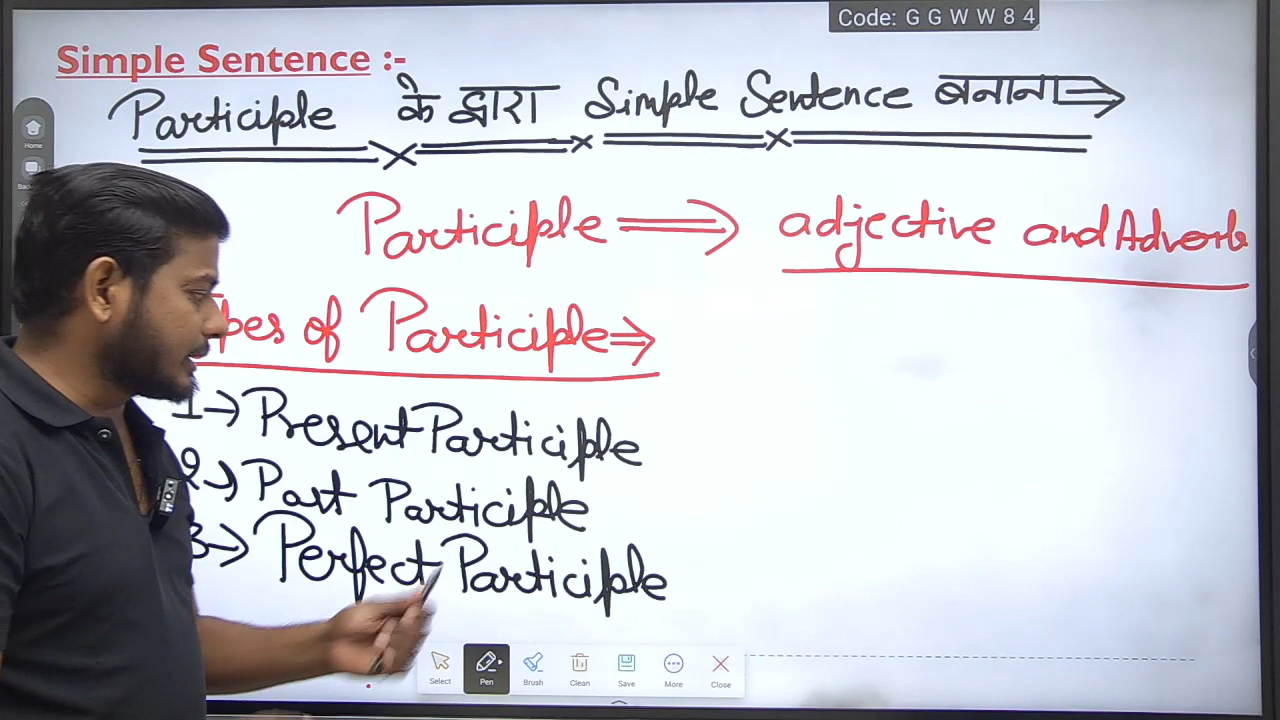 Code: G G W W 8 4
Simple Sentence :-
Participle के द्वारा Simple Sentence बनाना ⇒
Home
Participle ⇒ adjective and Adverb
of Participle ⇒
1→ Present Participle
2→ Past Participle
3→ Perfect Participle
Select Pen Brush Clean Save More Close